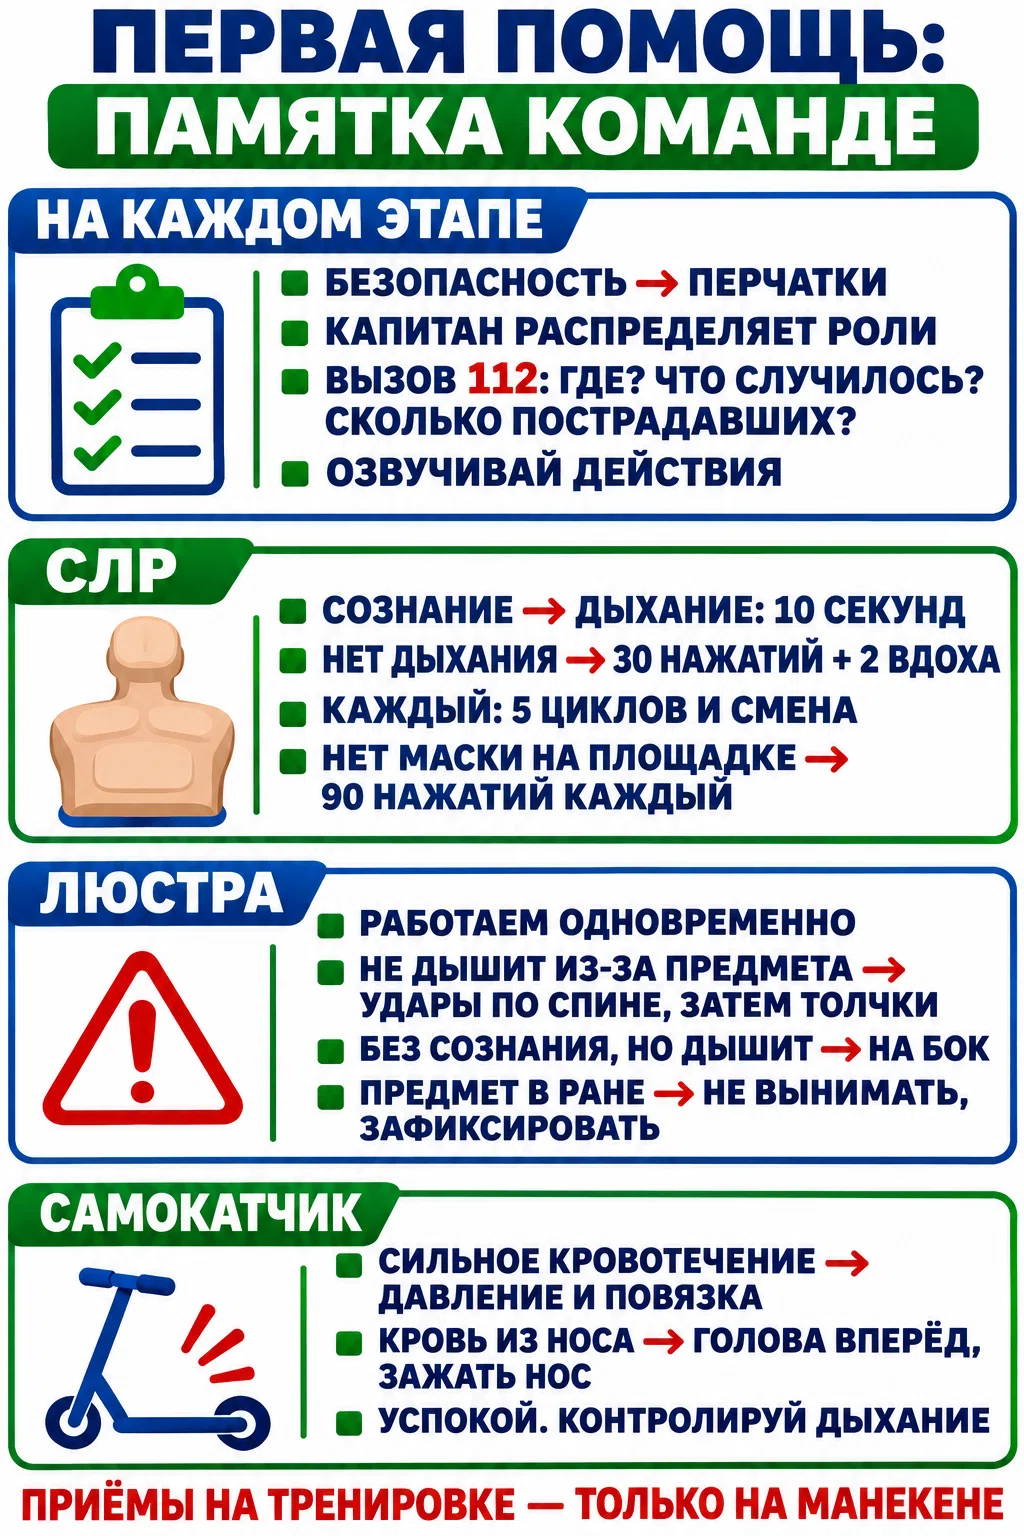 ПЕРВАЯ ПОМОЩЬ:
ПАМЯТКА КОМАНДЕ
НА КАЖДОМ ЭТАПЕ
БЕЗОПАСНОСТЬ → ПЕРЧАТКИ
КАПИТАН РАСПРЕДЕЛЯЕТ РОЛИ
ВЫЗОВ 112: ГДЕ? ЧТО СЛУЧИЛОСЬ?
СКОЛЬКО ПОСТРАДАВШИХ?
ОЗВУЧИВАЙ ДЕЙСТВИЯ
СЛР
СОЗНАНИЕ → ДЫХАНИЕ: 10 СЕКУНД
НЕТ ДЫХАНИЯ → 30 НАЖАТИЙ + 2 ВДОХА
КАЖДЫЙ: 5 ЦИКЛОВ И СМЕНА
НЕТ МАСКИ НА ПЛОЩАДКЕ →
90 НАЖАТИЙ КАЖДЫЙ
ЛЮСТРА
РАБОТАЕМ ОДНОВРЕМЕННО
НЕ ДЫШИТ ИЗ-ЗА ПРЕДМЕТА →
УДАРЫ ПО СПИНЕ, ЗАТЕМ ТОЛЧКИ
БЕЗ СОЗНАНИЯ, НО ДЫШИТ → НА БОК
ПРЕДМЕТ В РАНЕ → НЕ ВЫНИМАТЬ,
ЗАФИКСИРОВАТЬ
САМОКАТЧИК
СИЛЬНОЕ КРОВОТЕЧЕНИЕ →
ДАВЛЕНИЕ И ПОВЯЗКА
КРОВЬ ИЗ НОСА → ГОЛОВА ВПЕРЁД,
ЗАЖАТЬ НОС
УСПОКОЙ. КОНТРОЛИРУЙ ДЫХАНИЕ
ПРИЁМЫ НА ТРЕНИРОВКЕ — ТОЛЬКО НА МАНЕКЕНЕ